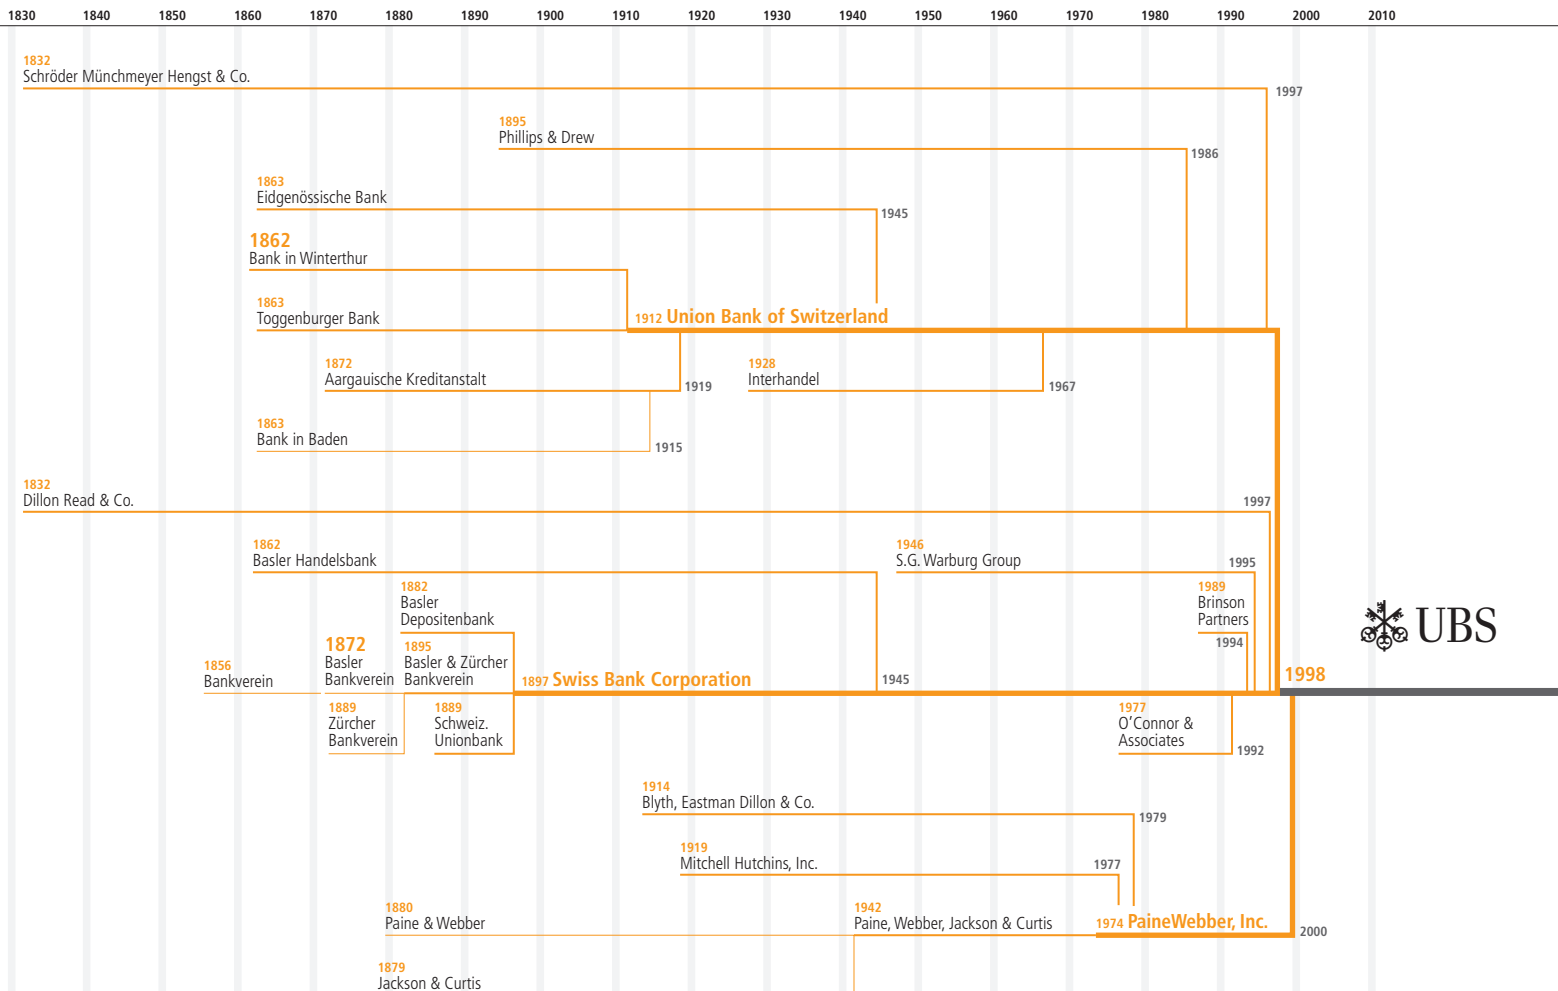 1830 1840 1850 1860 1870 1880 1890 1900 1910 1920 1930 1940 1950 1960 1970 1980 1990 2000 2010
1832
Schröder Münchmeyer Hengst & Co.
1997
1895
Phillips & Drew
1986
1863
Eidgenössische Bank
1945
1862
Bank in Winterthur
1863
Toggenburger Bank
1912 Union Bank of Switzerland
1872
Aargauische Kreditanstalt
1919
1928
Interhandel
1967
1863
Bank in Baden
1915
1832
Dillon Read & Co.
1997
1862
Basler Handelsbank
1946
S.G. Warburg Group
1995
1882
Basler
Depositenbank
1989
Brinson
Partners
1994
1856
Bankverein
1872
Basler
Bankverein
1895
Basler & Zürcher
Bankverein
1897 Swiss Bank Corporation
1945
1998
UBS
1889
Zürcher
Bankverein
1889
Schweiz.
Unionbank
1977
O'Connor &
Associates
1992
1914
Blyth, Eastman Dillon & Co.
1979
1919
Mitchell Hutchins, Inc.
1977
1880
Paine & Webber
1942
Paine, Webber, Jackson & Curtis
1974 PaineWebber, Inc.
2000
1879
Jackson & Curtis